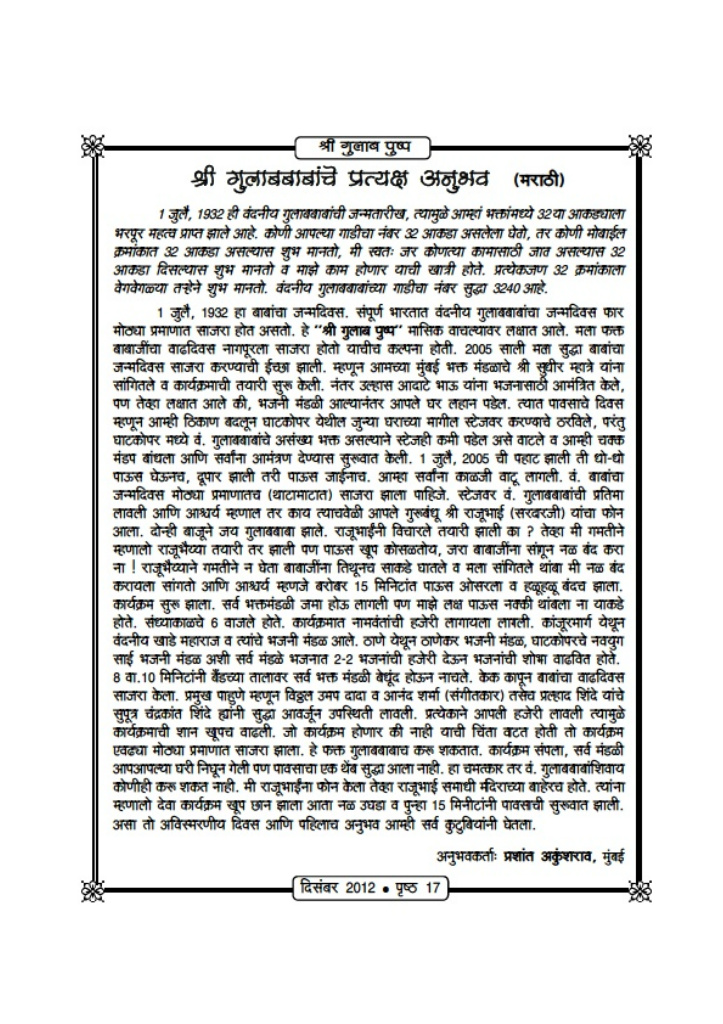 श्री गुलाब पुष्प
श्री गुलाबबाबांचे प्रत्यक्ष अनुभव (मराठी)
1 जुलै, 1932 ही वंदनीय गुलाबबाबांची जन्मतारीख, त्यामुळे आम्हां भक्तांमध्ये 32 या आकड्याला
भरपूर महत्व प्राप्त झाले आहे. कोणी आपल्या गाडीचा नंबर 32 आकडा असलेला घेतो, तर कोणी मोबाईल
क्रमांकात 32 आकडा असल्यास शुभ मानतो, मी स्वतः जर कोणत्या कामासाठी जात असल्यास 32
आकडा दिसल्यास शुभ मानतो व माझे काम होणार याची खात्री होते. प्रत्येकजण 32 क्रमांकाला
वेगवेगळ्या तऱ्हेने शुभ मानतो. वंदनीय गुलाबबाबांच्या गाडीचा नंबर सुद्धा 3240 आहे.
1 जुलै, 1932 हा बाबांचा जन्मदिवस. संपूर्ण भारतात वंदनीय गुलाबबाबांचा जन्मदिवस फार
मोठ्या प्रमाणात साजरा होत असतो. हे "श्री गुलाब पुष्प" मासिक वाचल्यावर लक्षात आले. मला फक्त
बाबाजींचा वाढदिवस नागपूरला साजरा होतो याचीच कल्पना होती. 2005 साली मला सुद्धा बाबांचा
जन्मदिवस साजरा करण्याची ईच्छा झाली. म्हणून आमच्या मुंबई भक्त मंडळाचे श्री सुधीर म्हात्रे यांना
सांगितले व कार्यक्रमाची तयारी सुरू केली. नंतर उल्हास आदाटे भाऊ यांना भजनासाठी आमंत्रित केले,
पण तेव्हा लक्षात आले की, भजनी मंडळी आल्यानंतर आपले घर लहान पडेल. त्यात पावसाचे दिवस
म्हणून आम्ही ठिकाण बदलून घाटकोपर येथील जुन्या घराच्या मागील स्टेजवर करण्याचे ठरविले, परंतु
घाटकोपर मध्ये वं. गुलाबबाबांचे असंख्य भक्त असल्याने स्टेजही कमी पडेल असे वाटले व आम्ही चक्क
मंडप बांधला आणि सर्वांना आमंत्रण देण्यास सुरूवात केली. 1 जुलै, 2005 ची पहाट झाली ती धो-धो
पाऊस घेऊनच, दूपार झाली तरी पाऊस जाईनाच. आम्हा सर्वांना काळजी वाटू लागली. वं. बाबांचा
जन्मदिवस मोठ्या प्रमाणातच (थाटामाटात) साजरा झाला पाहिजे. स्टेजवर वं. गुलाबबाबांची प्रतिमा
लावली आणि आश्चर्य म्हणाल तर काय त्याचवेळी आपले गुरूबंधू श्री राजूभाई (सरदारजी) यांचा फोन
आला. दोन्ही बाजूने जय गुलाबबाबा झाले. राजूभाईंनी विचारले तयारी झाली का ? तेव्हा मी गमतीने
म्हणालो राजूभैय्या तयारी तर झाली पण पाऊस खूप कोसळतोय, जरा बाबाजींना संगून नळ बंद करा
ना ! राजूभैय्याने गमतीने न घेता बाबाजींना तिथूनच साकडे घातले व मला सांगितले थांबा मी नळ बंद
करायला सांगतो आणि आश्चर्य म्हणजे बरोबर 15 मिनिटांत पाऊस ओसरला व हळूहळू बंदच झाला.
कार्यक्रम सुरू झाला. सर्व भक्तमंडळी जमा होऊ लागली पण माझे लक्ष पाऊस नक्की थांबला ना याकडे
होते. संध्याकाळचे 6 वाजले होते. कार्यक्रमात नामवंतांची हजेरी लागायला लागली. कांजूरमार्ग येथून
वंदनीय खाडे महाराज व त्यांचे भजनी मंडळ आले. ठाणे येथून ठाणेकर भजनी मंडळ, घाटकोपरचे नवयुग
साई भजनी मंडळ अशी सर्व मंडळे भजनात 2-2 भजनांची हजेरी देऊन भजनांची शोभा वाढवित होते.
8 वा.10 मिनिटांनी बैंडच्या तालावर सर्व भक्त मंडळी बेधूंद होऊन नाचले. केक कापून बाबांचा वाढदिवस
साजरा केला. प्रमुख पाहुणे म्हणून विठ्ठल उमप दादा व आनंद शर्मा (संगीतकार) तसेच प्रल्हाद शिंदे यांचे
सुपूत्र चंद्रकांत शिंदे ह्यांनी सुद्धा आवर्जून उपस्थिती लावली. प्रत्येकाने आपली हजेरी लावली त्यामुळे
कार्यक्रमाची शान खूपच वाढली. जो कार्यक्रम होणार की नाही याची चिंता वाटत होती तो कार्यक्रम
एवढ्या मोठ्या प्रमाणात साजरा झाला. हे फक्त गुलाबबाबाच करू शकतात. कार्यक्रम संपला, सर्व मंडळी
आपआपल्या घरी निघून गेली पण पावसाचा एक थेंब सुद्धा आला नाही. हा चमत्कार तर वं. गुलाबबाबांशिवाय
कोणीही करू शकत नाही. मी राजूभाईंना फोन केला तेव्हा राजूभाई समाधी मंदिराच्या बाहेरच होते. त्यांना
म्हणालो देवा कार्यक्रम खूप छान झाला आता नळ उघडा व पुन्हा 15 मिनीटांनी पावसाची सुरूवात झाली.
असा तो अविस्मरणीय दिवस आणि पहिलाच अनुभव आम्ही सर्व कुटुबियांनी घेतला.
अनुभवकर्ताः प्रशांत अकुंशराव, मुंबई
दिसंबर 2012 • पृष्ठ 17